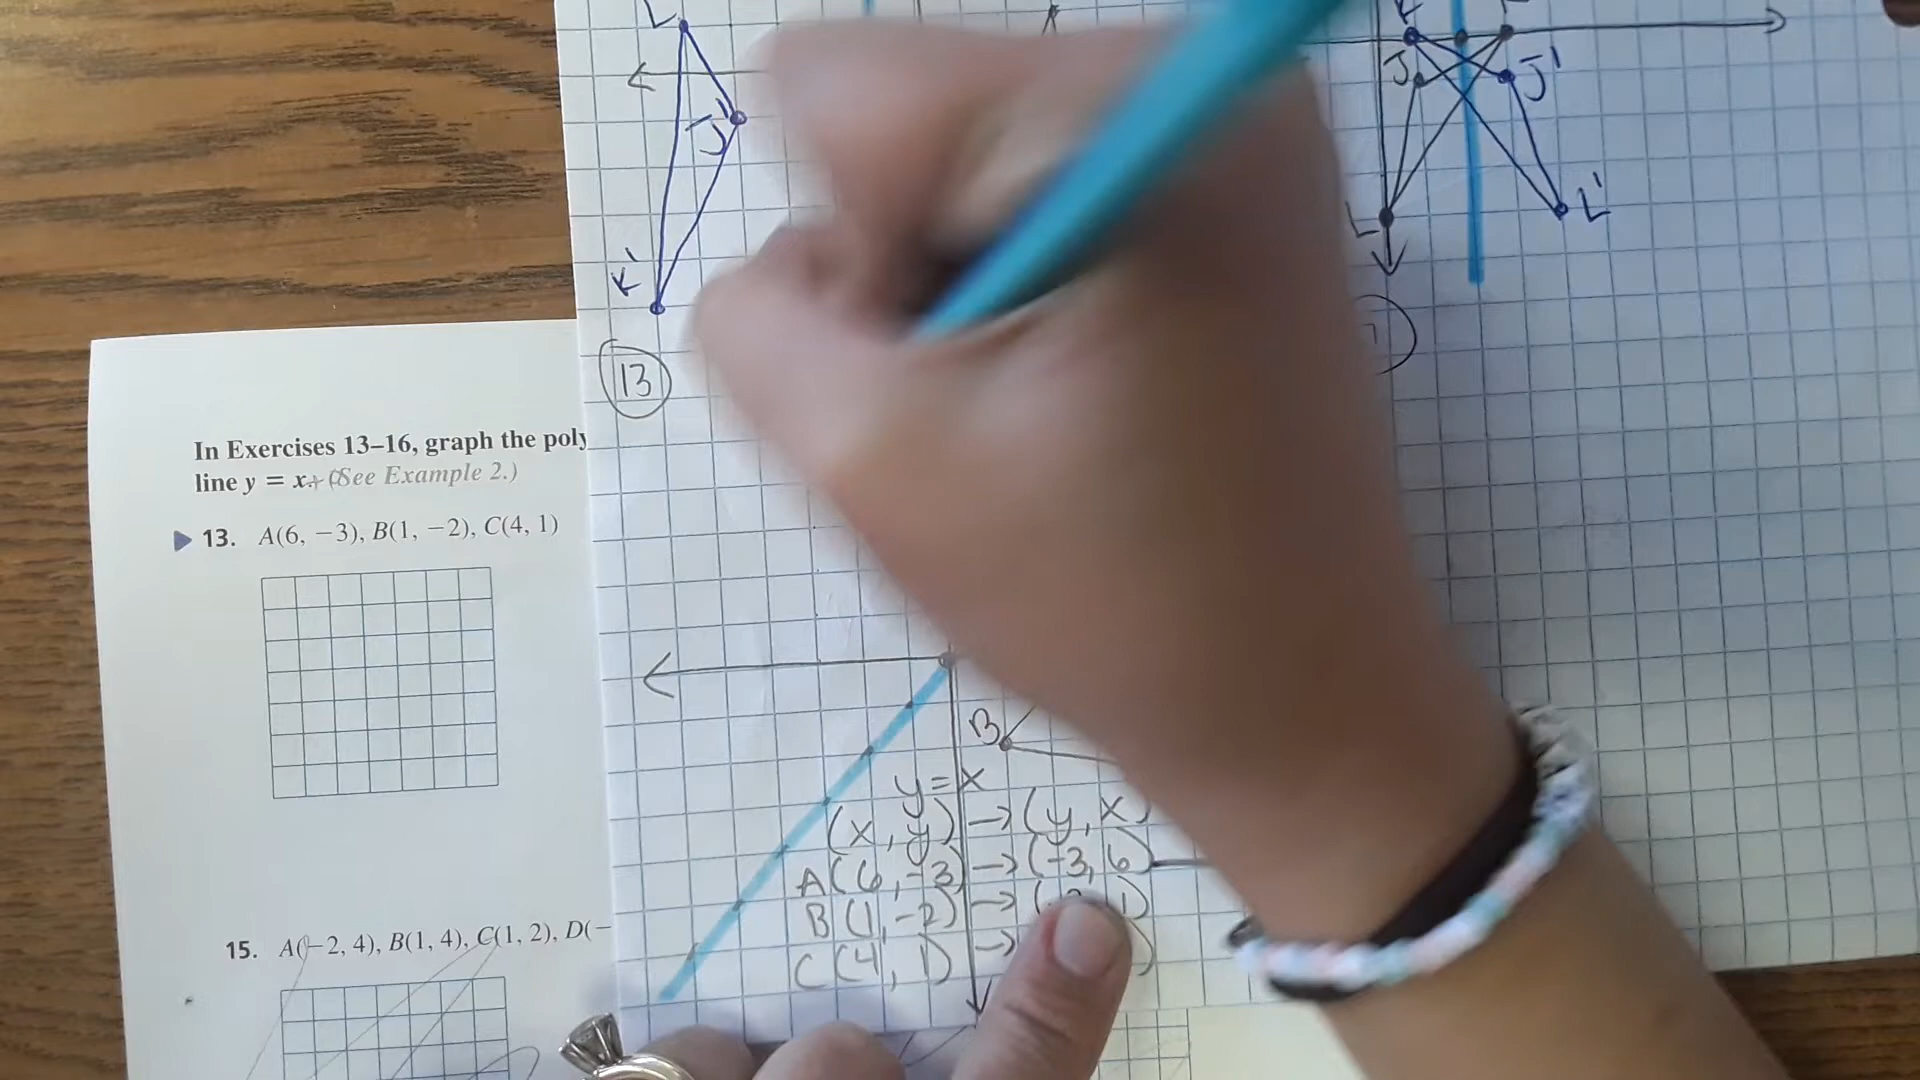 L'
J'
K'
J
J'
L
L'
13
In Exercises 13–16, graph the poly
line y = x. (See Example 2.)
13. A(6, −3), B(1, −2), C(4, 1)
B
y = x
(x, y) → (y, x)
A(6, -3) → (-3, 6)
B(1, -2) → 1)
C(4, 1) → )
15. A(−2, 4), B(1, 4), C(1, 2), D(−